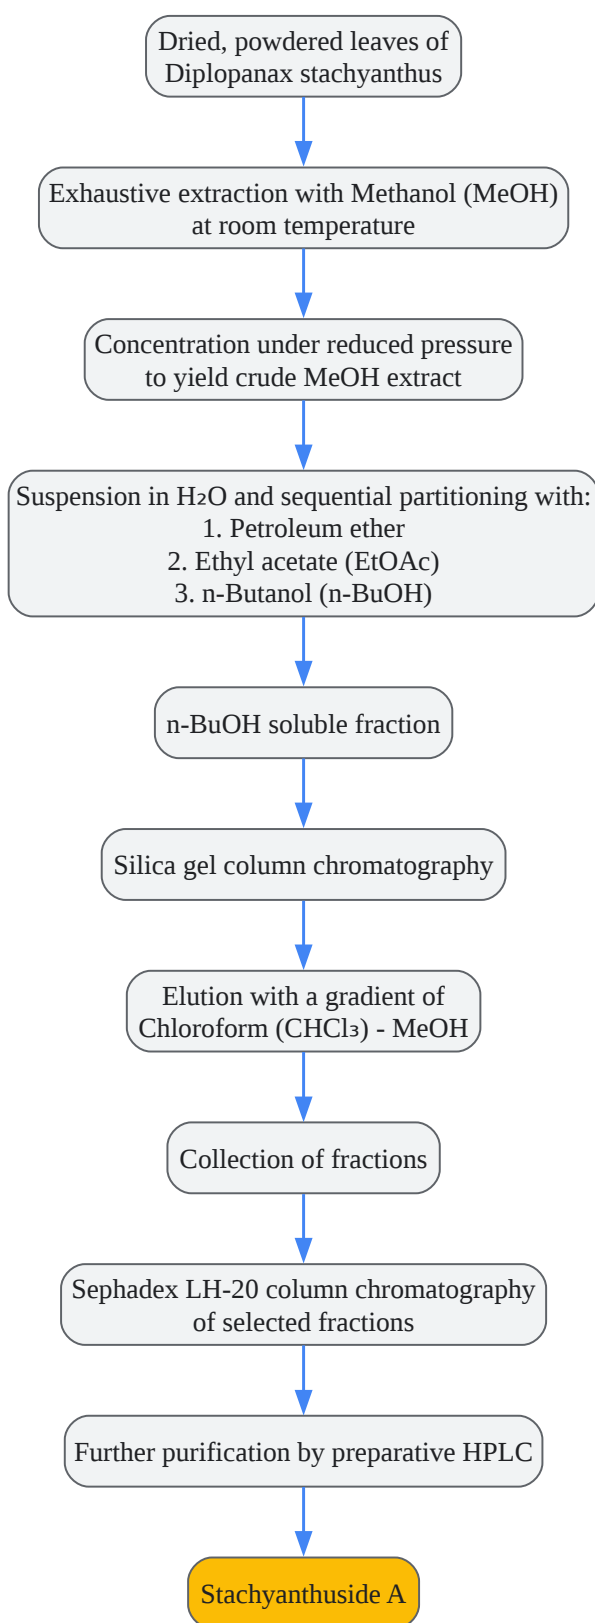 Dried, powdered leaves of
Diplopanax stachyanthus
Exhaustive extraction with Methanol (MeOH)
at room temperature
Concentration under reduced pressure
to yield crude MeOH extract
Suspension in H₂O and sequential partitioning with:
1. Petroleum ether
2. Ethyl acetate (EtOAc)
3. n-Butanol (n-BuOH)
n-BuOH soluble fraction
Silica gel column chromatography
Elution with a gradient of
Chloroform (CHCl₃) - MeOH
Collection of fractions
Sephadex LH-20 column chromatography
of selected fractions
Further purification by preparative HPLC
Stachyanthuside A